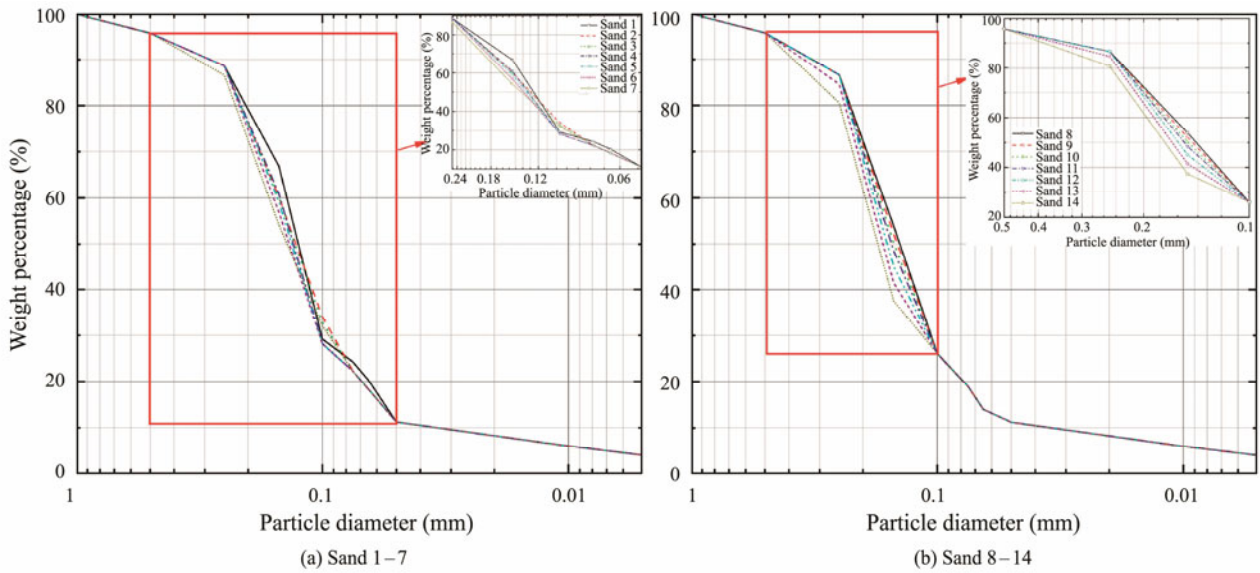 100
80
60
40
20
0
Weight percentage (%)
1
0.1
0.01
Particle diameter (mm)
(a) Sand 1–7
80
60
40
20
Weight percentage (%)
0.24
0.18
0.12
0.06
Particle diameter (mm)
Sand 1
Sand 2
Sand 3
Sand 4
Sand 5
Sand 6
Sand 7
100
80
60
40
20
0
Weight percentage (%)
1
0.1
0.01
Particle diameter (mm)
(b) Sand 8–14
100
80
60
40
20
Weight percentage (%)
0.5
0.4
0.3
0.2
0.1
Particle diameter (mm)
Sand 8
Sand 9
Sand 10
Sand 11
Sand 12
Sand 13
Sand 14